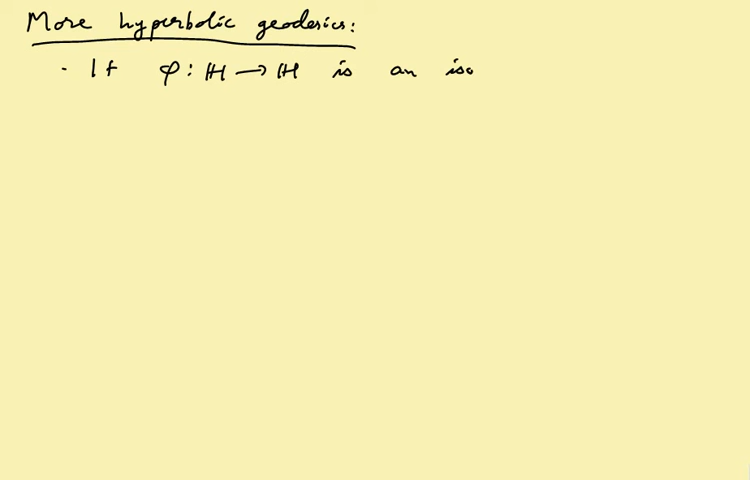 More hyperbolic geodesics:
· If φ: ℍ → ℍ is an iso